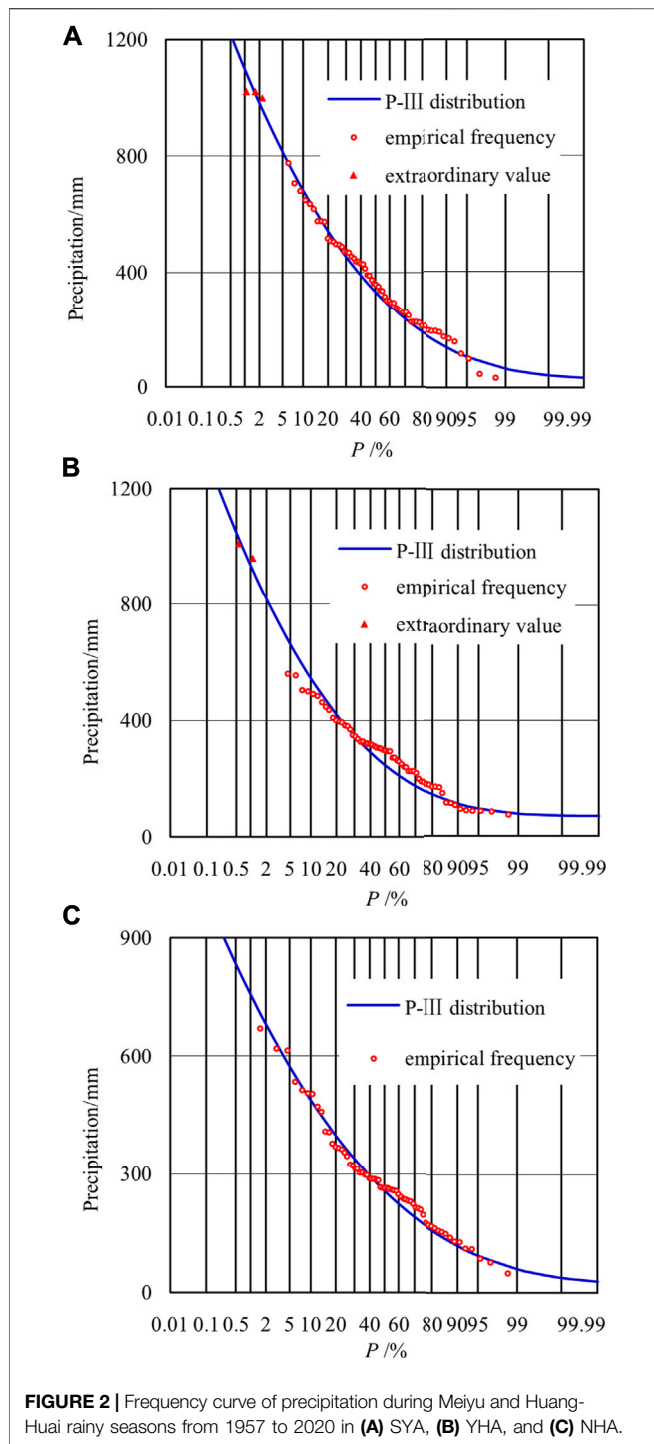 A
1200
800
400
0
Precipitation/mm
P-III distribution
empirical frequency
extraordinary value
0.01 0.1 0.5 2 5 10 20 40 60 80 90 95 99 99.99
P /%
B
1200
800
400
0
Precipitation/mm
P-III distribution
empirical frequency
extraordinary value
0.01 0.1 0.5 2 5 10 20 40 60 80 90 95 99 99.99
P /%
C
900
600
300
0
Precipitation/mm
P-III distribution
empirical frequency
0.01 0.1 0.5 2 5 10 20 40 60 80 90 95 99 99.99
P /%
FIGURE 2 | Frequency curve of precipitation during Meiyu and Huang-
Huai rainy seasons from 1957 to 2020 in (A) SYA, (B) YHA, and (C) NHA.